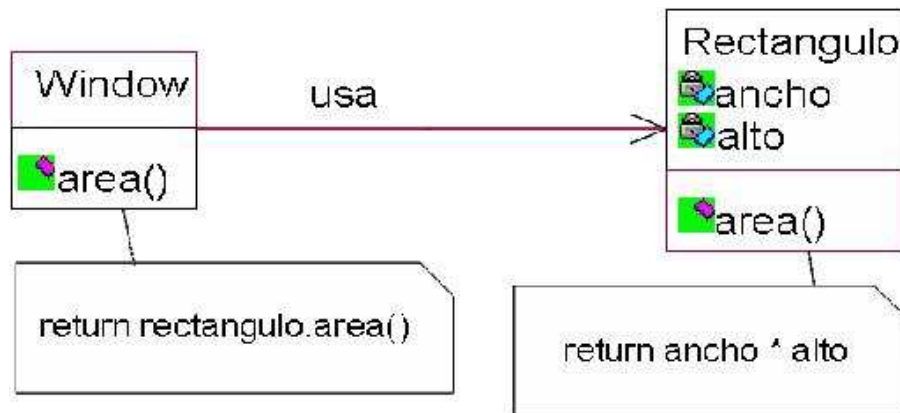 Window
area()
usa
Rectangulo
ancho
alto
area()
return rectangulo.area()
return ancho * alto